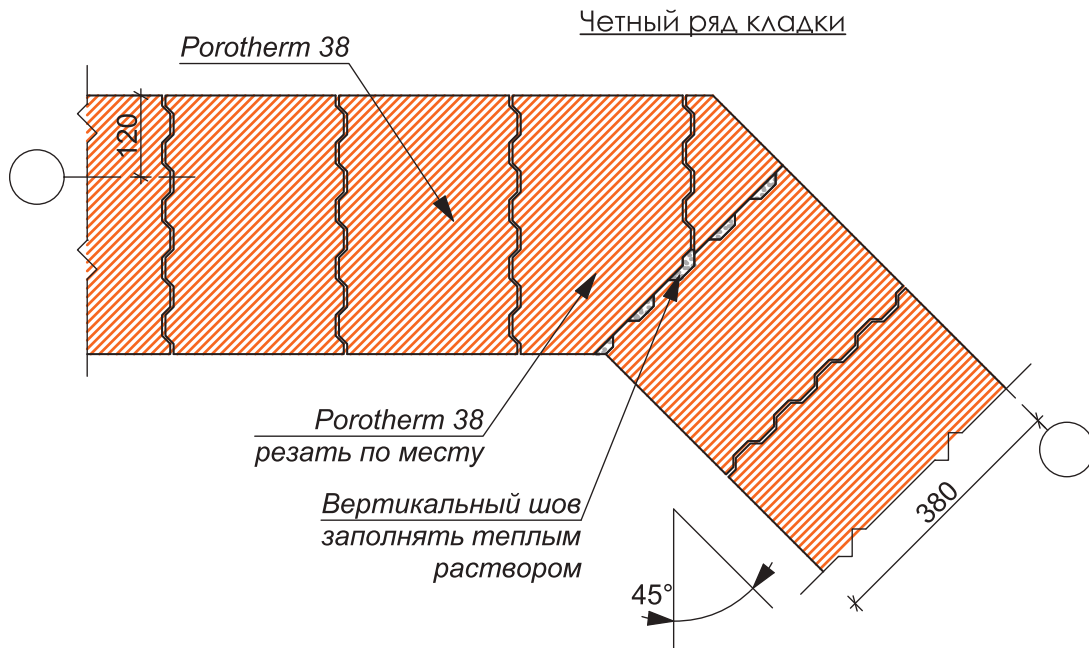 Четный ряд кладки
Porotherm 38
120
Porotherm 38
резать по месту
Вертикальный шов
заполнять теплым
раствором
380
45°